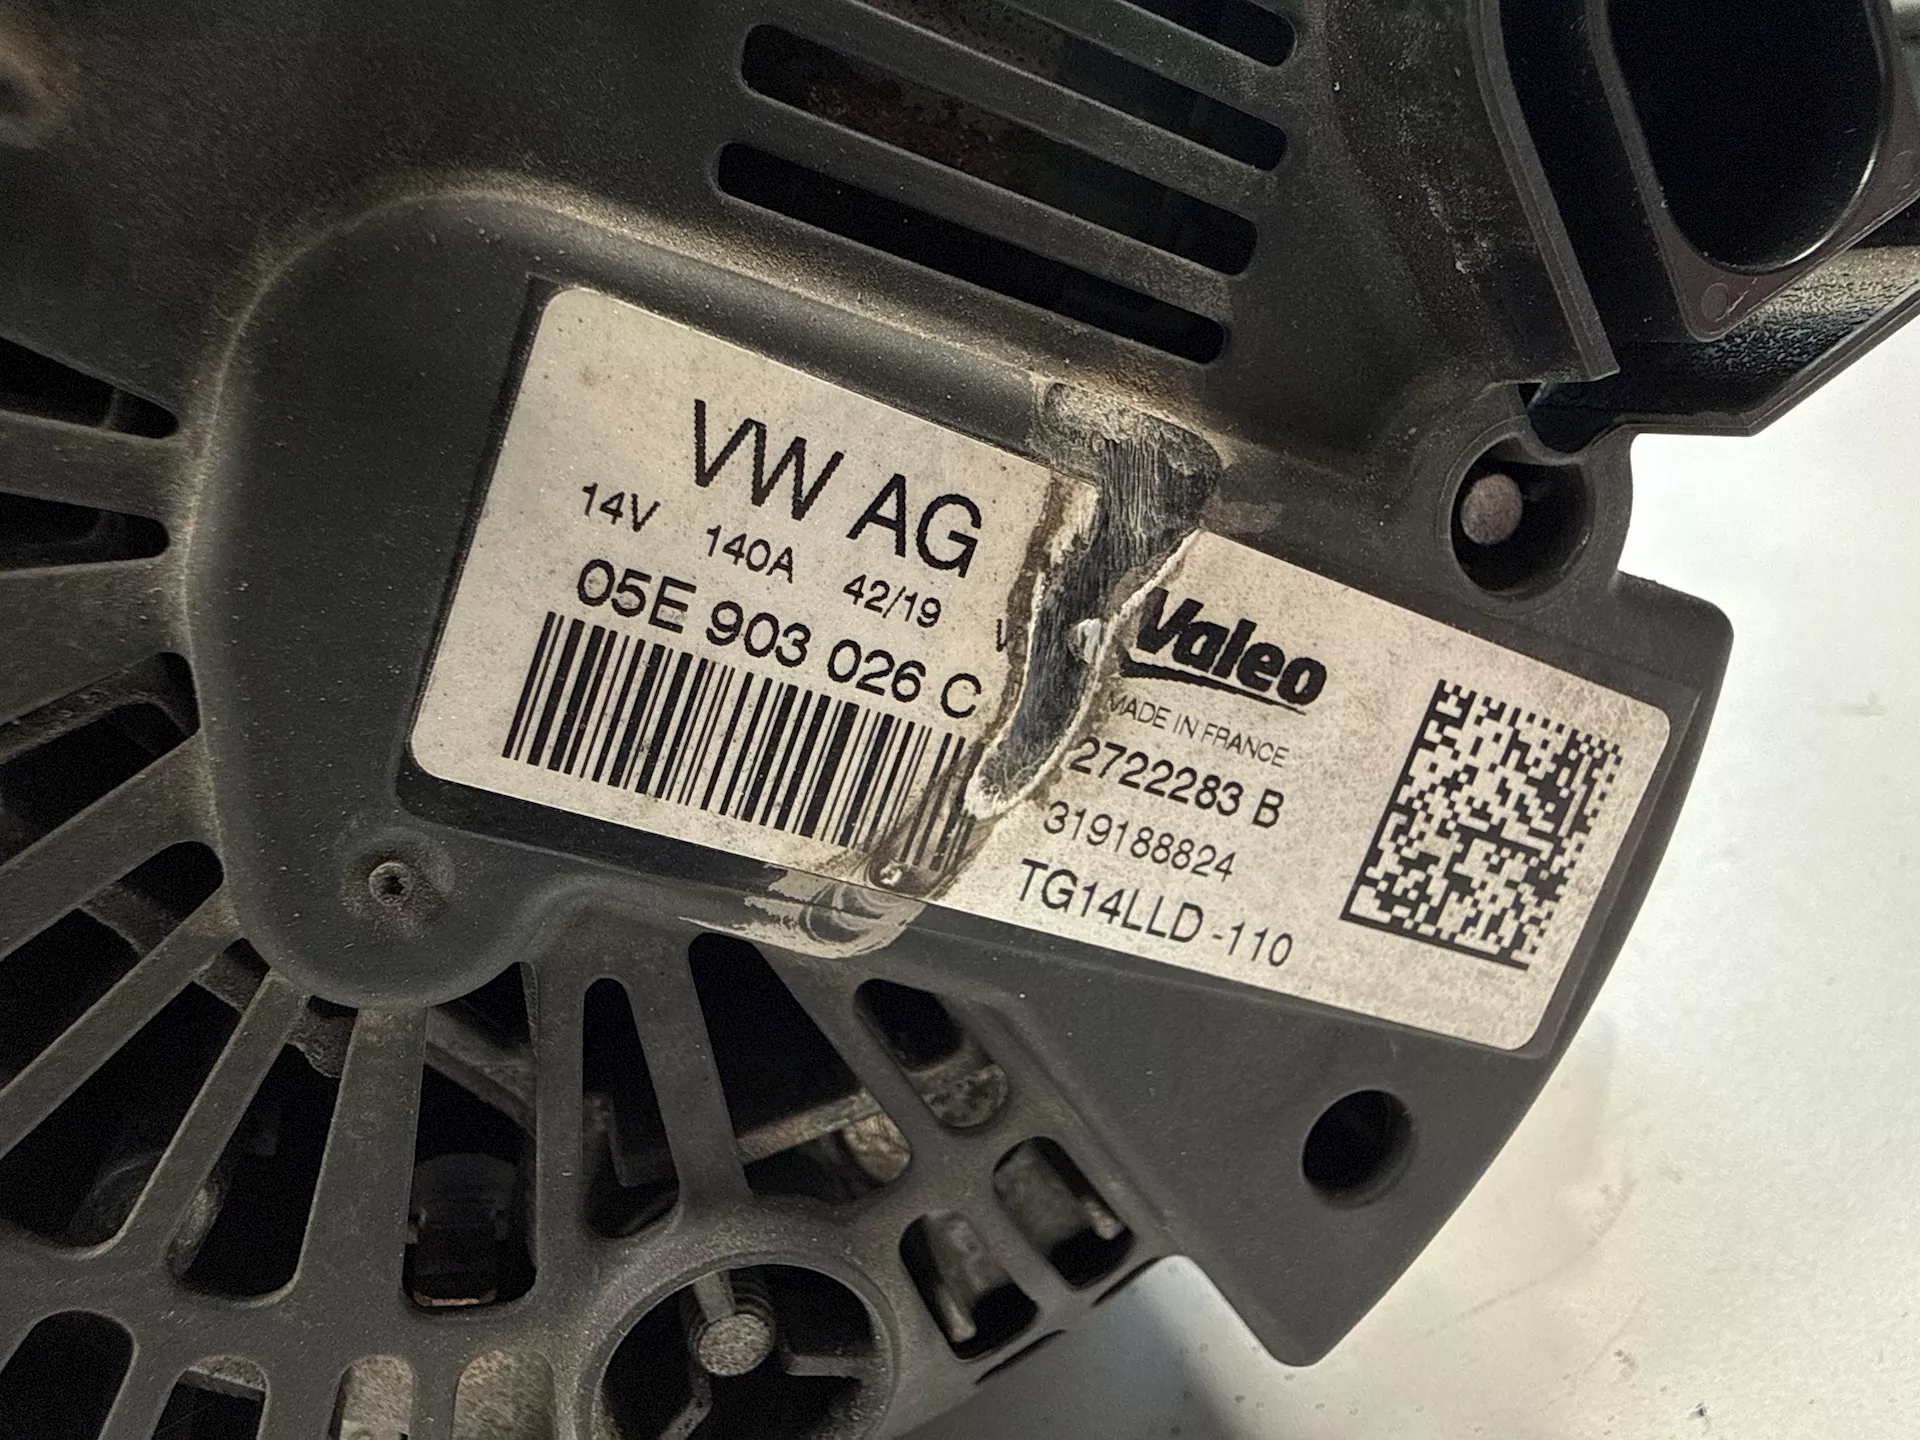 VW AG
14V 140A 42/19
05E 903 026 C
Valeo
MADE IN FRANCE
2722283 B
319188824
TG14LLD -110